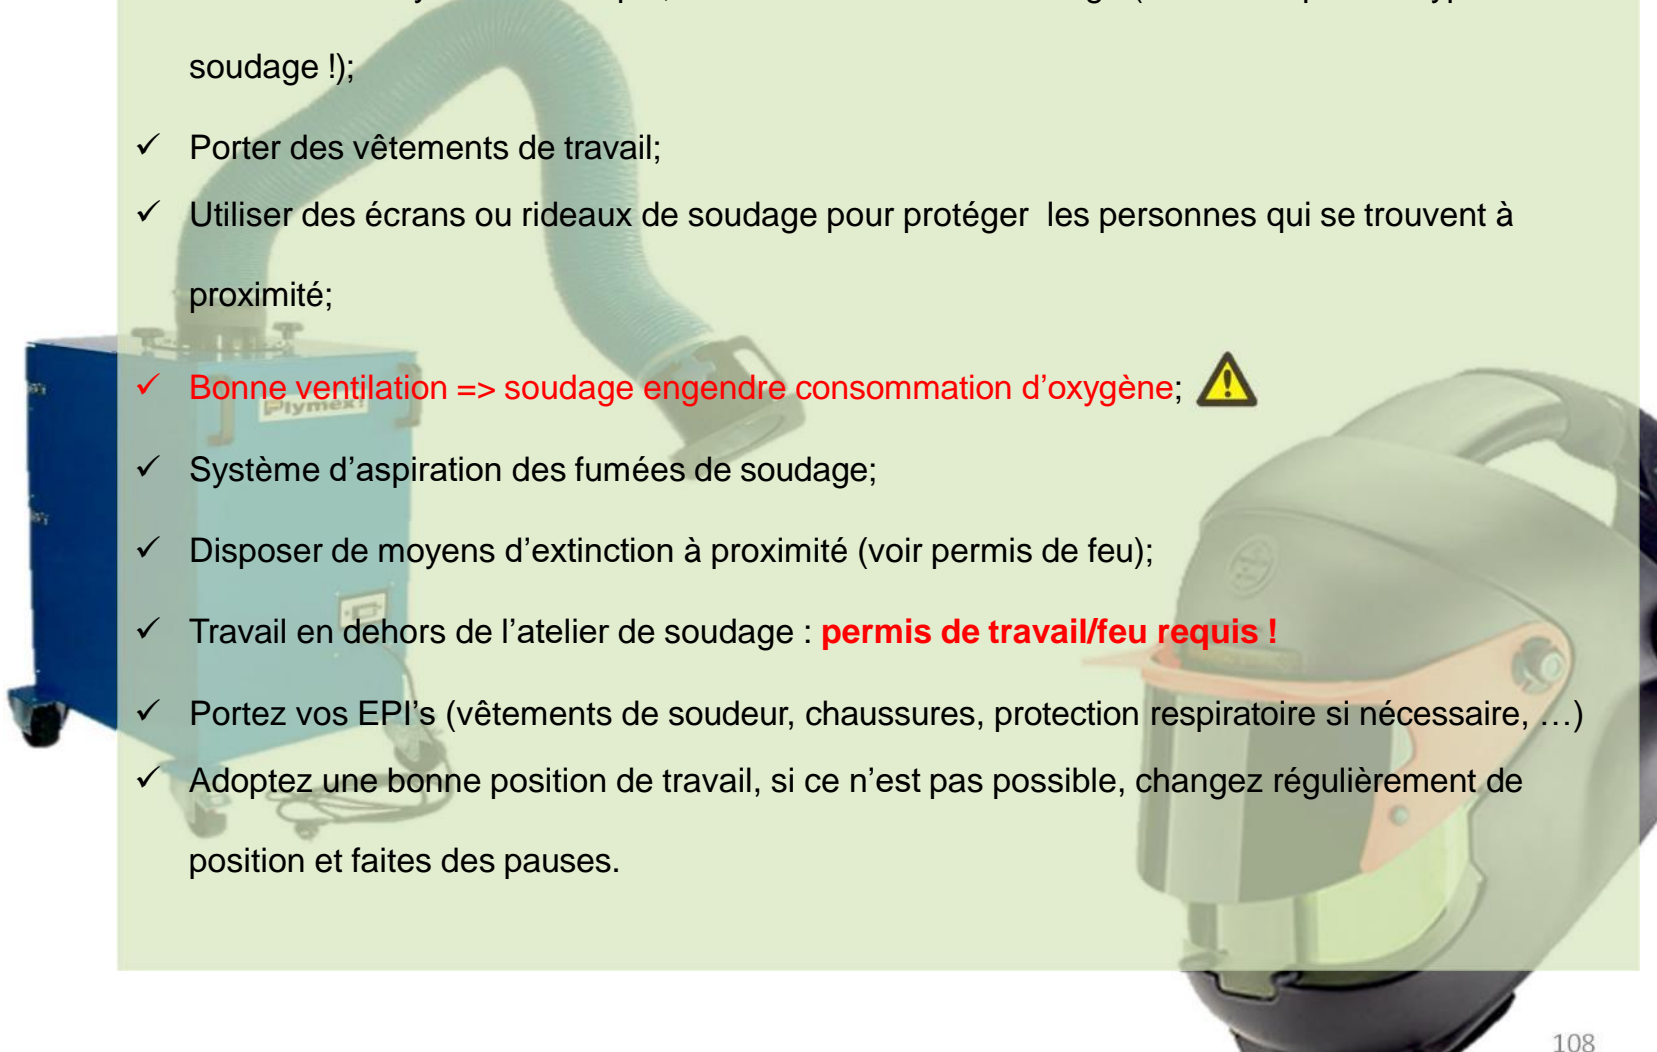 soudage !);
✓ Porter des vêtements de travail;
✓ Utiliser des écrans ou rideaux de soudage pour protéger  les personnes qui se trouvent à
proximité;
✓ Bonne ventilation => soudage engendre consommation d’oxygène;
Plymex
✓ Système d’aspiration des fumées de soudage;
✓ Disposer de moyens d’extinction à proximité (voir permis de feu);
✓ Travail en dehors de l’atelier de soudage : permis de travail/feu requis !
✓ Portez vos EPI’s (vêtements de soudeur, chaussures, protection respiratoire si nécessaire, …)
✓ Adoptez une bonne position de travail, si ce n’est pas possible, changez régulièrement de
position et faites des pauses.
108